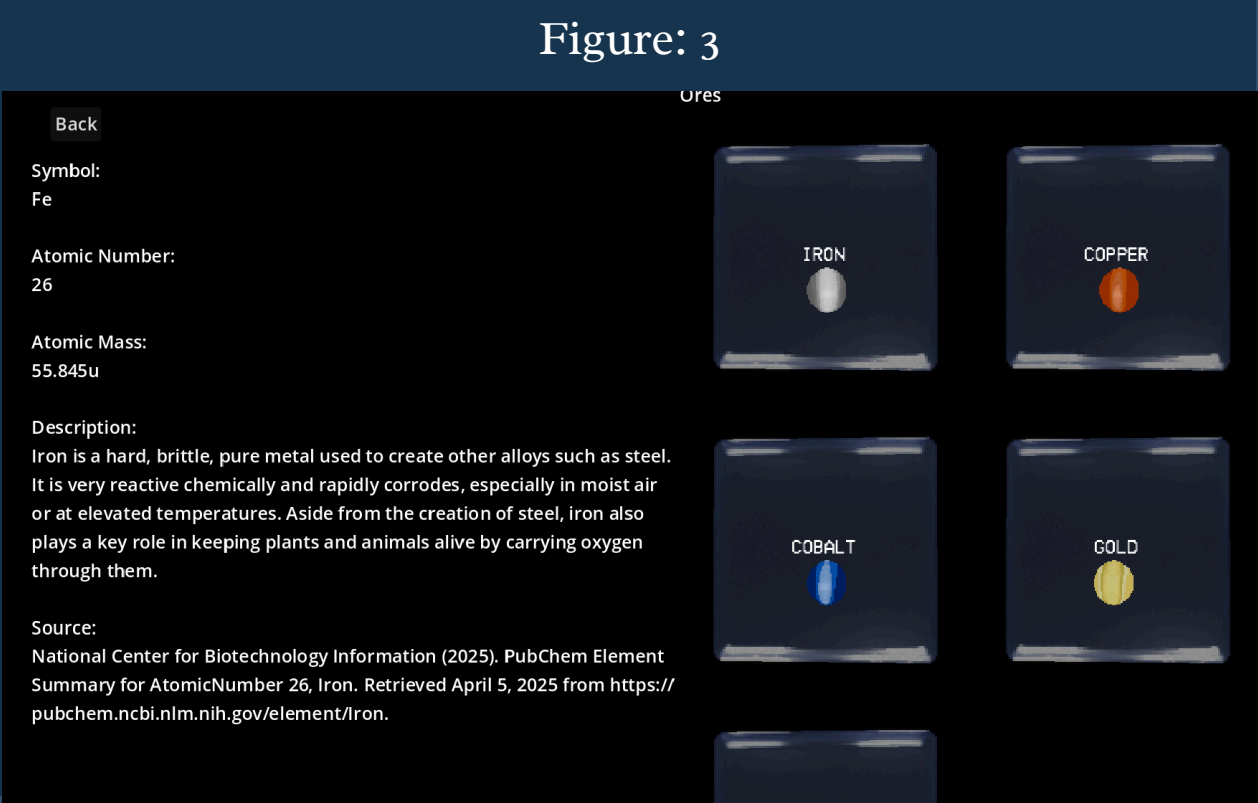 Figure: 3
Ores
Back
Symbol:
Fe
Atomic Number:
26
Atomic Mass:
55.845u
Description:
Iron is a hard, brittle, pure metal used to create other alloys such as steel.
It is very reactive chemically and rapidly corrodes, especially in moist air
or at elevated temperatures. Aside from the creation of steel, iron also
plays a key role in keeping plants and animals alive by carrying oxygen
through them.
Source:
National Center for Biotechnology Information (2025). PubChem Element
Summary for AtomicNumber 26, Iron. Retrieved April 5, 2025 from https://
pubchem.ncbi.nlm.nih.gov/element/Iron.
IRON
COPPER
COBALT
GOLD